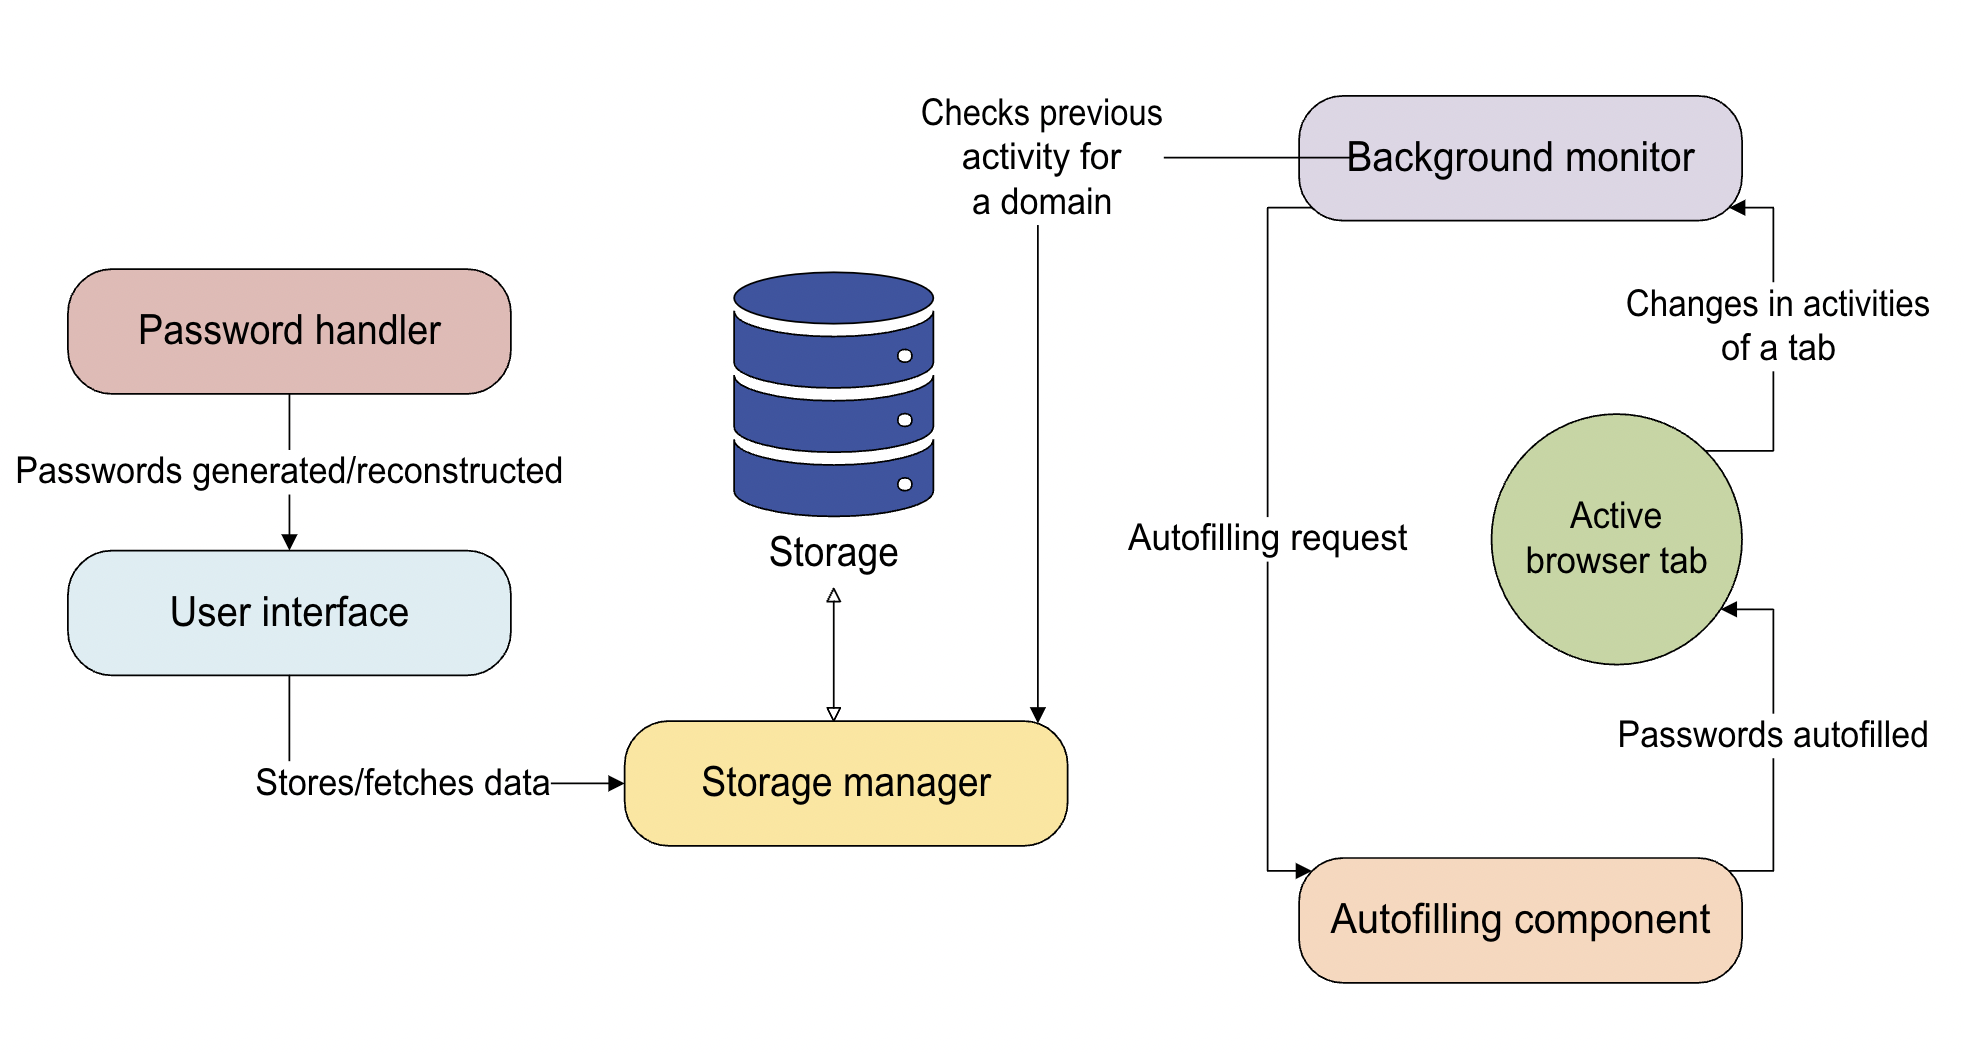 Checks previous
activity for
a domain
Background monitor
Password handler
Changes in activities
of a tab
Passwords generated/reconstructed
Storage
Autofilling request
Active
browser tab
User interface
Passwords autofilled
Stores/fetches data
Storage manager
Autofilling component